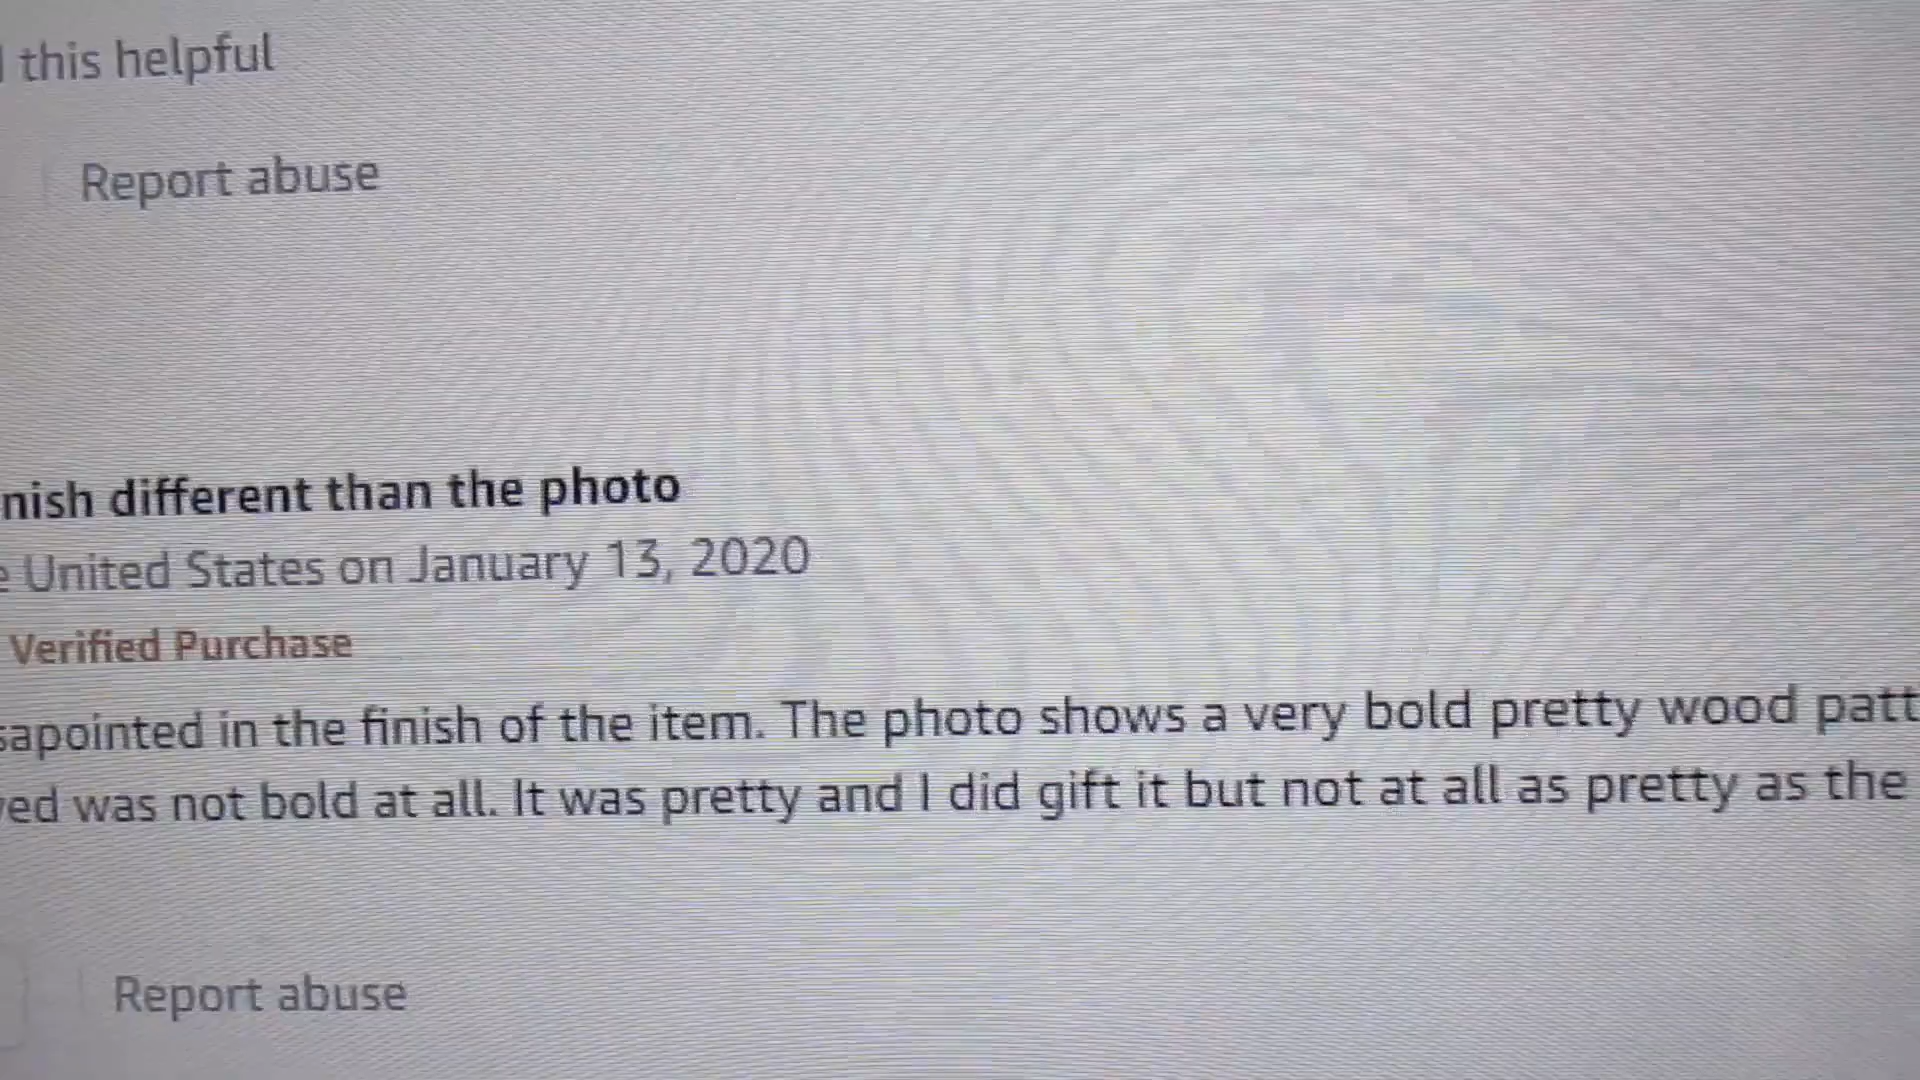 this helpful
Report abuse
nish different than the photo
e United States on January 13, 2020
Verified Purchase
sapointed in the finish of the item. The photo shows a very bold pretty wood patt
ed was not bold at all. It was pretty and I did gift it but not at all as pretty as the
Report abuse